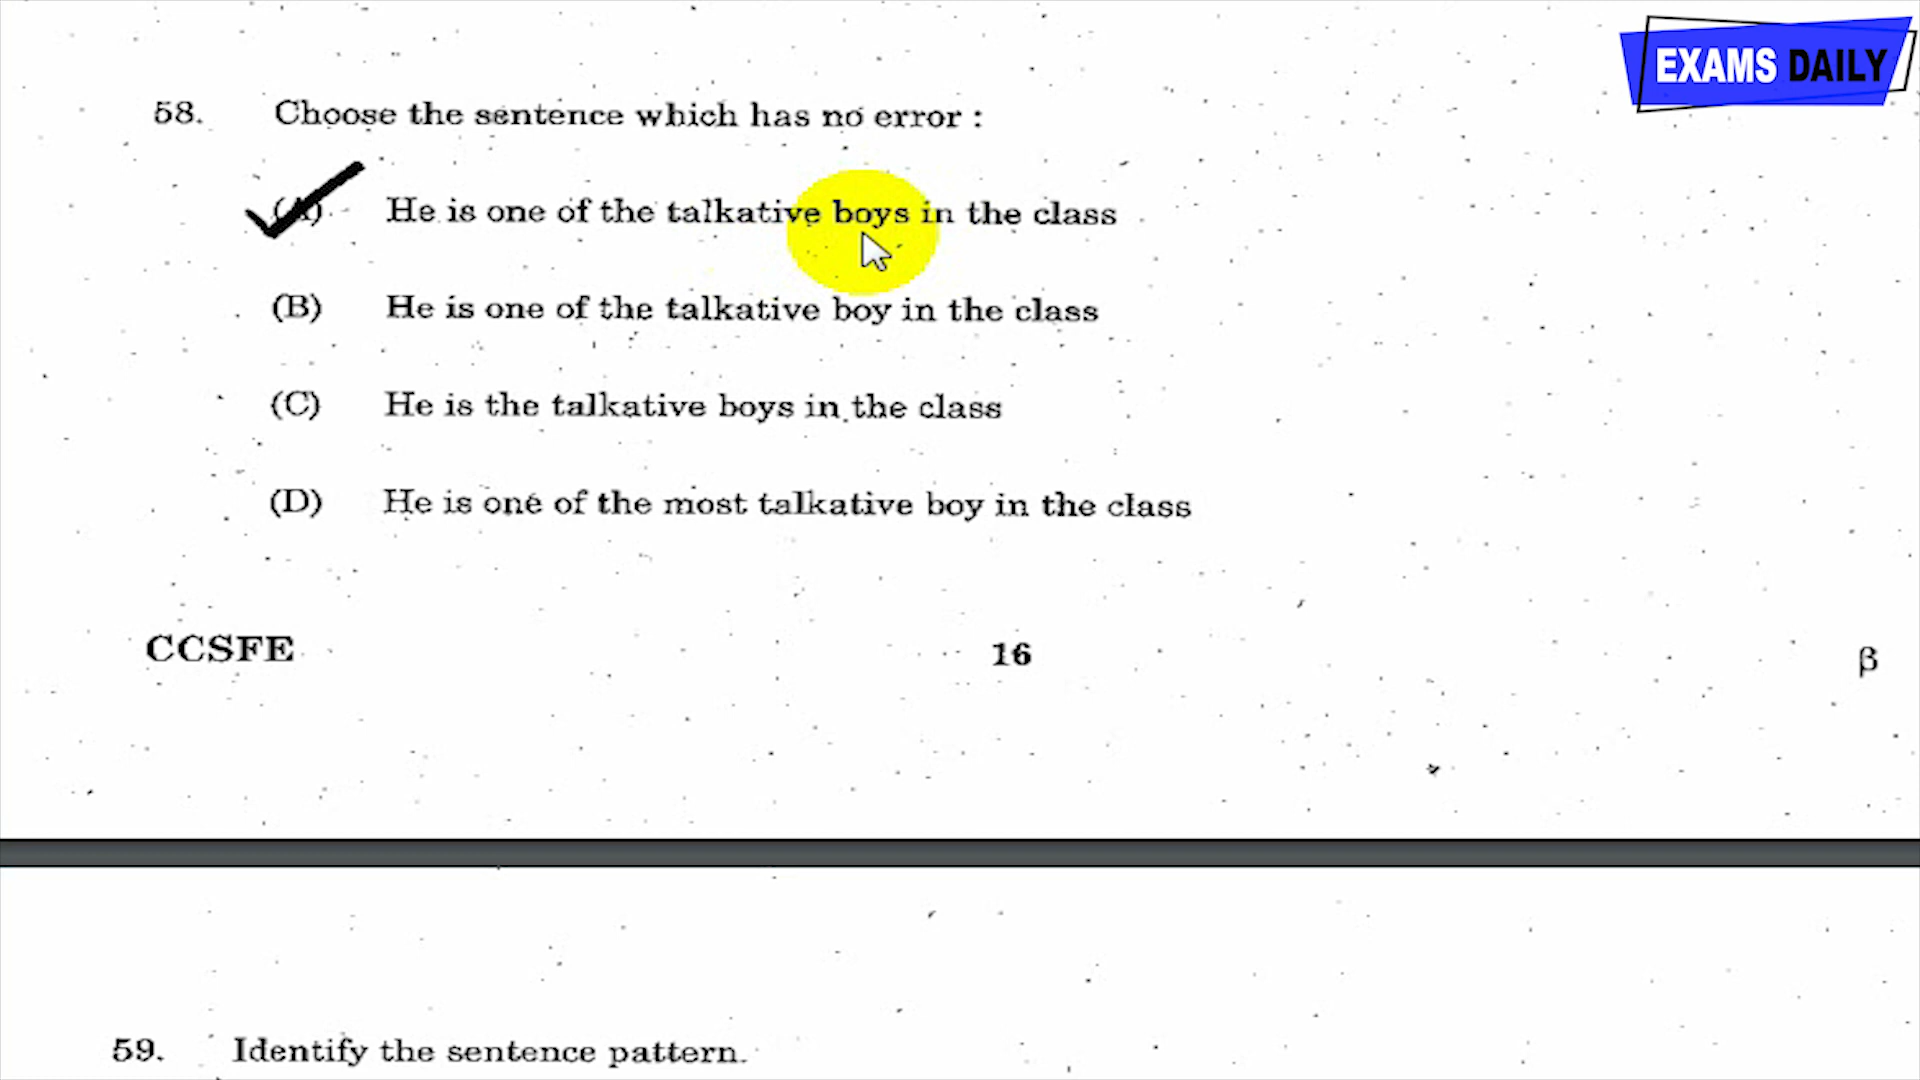 EXAMS DAILY
58. Choose the sentence which has no error :
(A) He is one of the talkative boys in the class
(B) He is one of the talkative boy in the class
(C) He is the talkative boys in the class
(D) He is one of the most talkative boy in the class
CCSFE 16 β
59. Identify the sentence pattern.